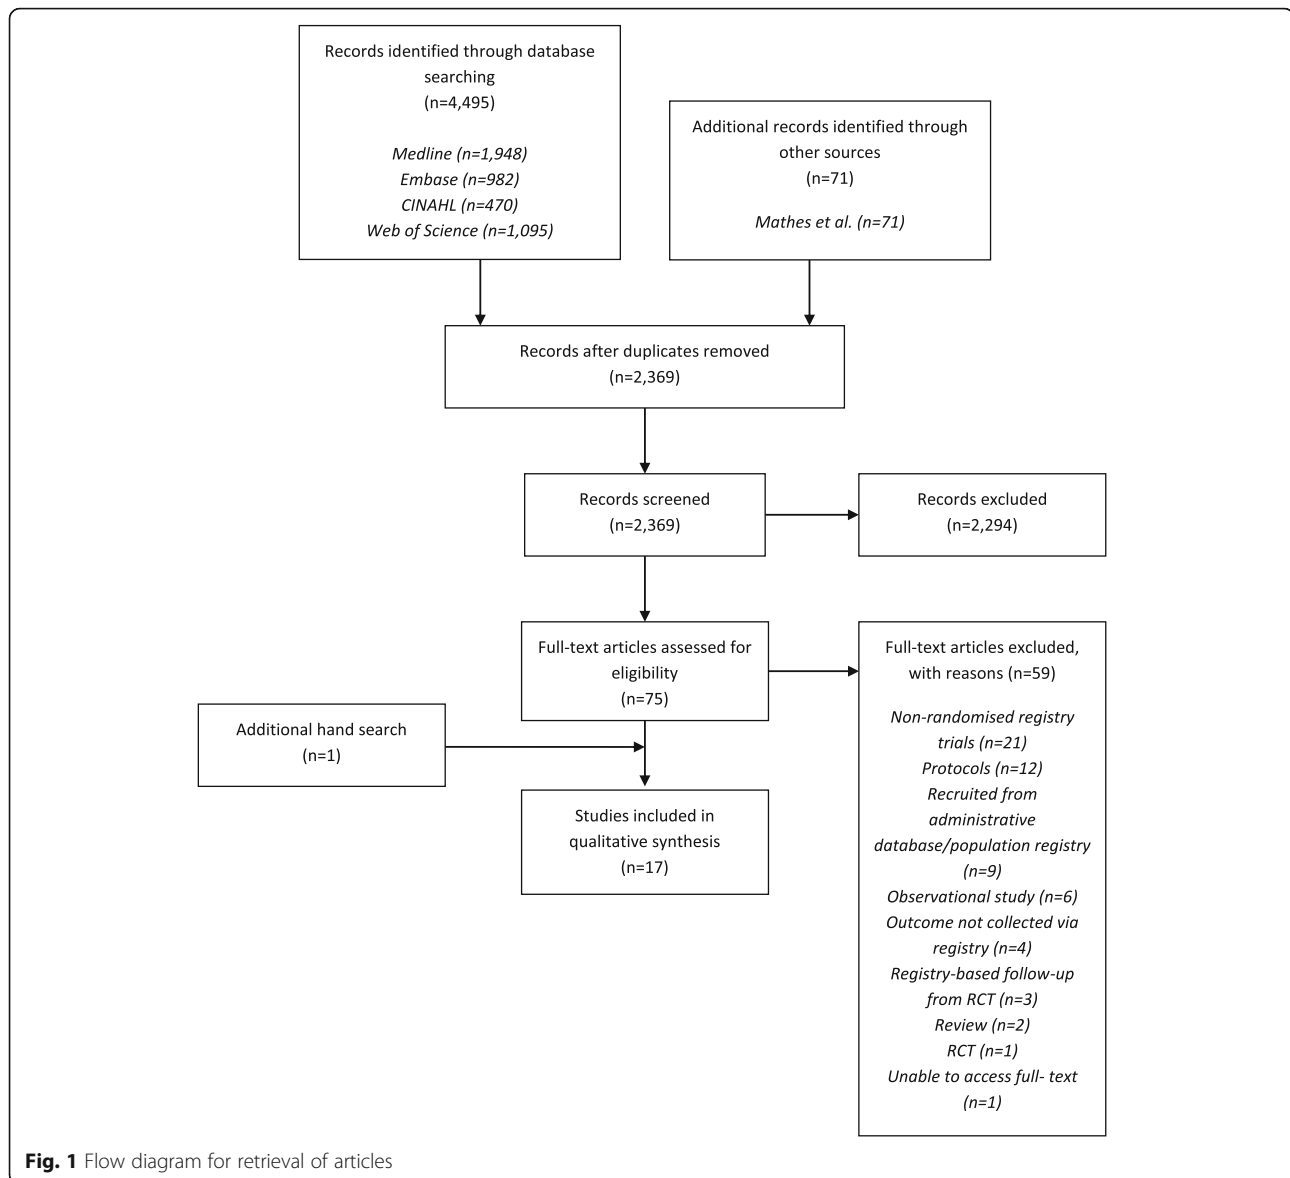 Records identified through database
searching
(n=4,495)
Medline (n=1,948)
Embase (n=982)
CINAHL (n=470)
Web of Science (n=1,095)
Additional records identified through
other sources
(n=71)
Mathes et al. (n=71)
Records after duplicates removed
(n=2,369)
Records screened
(n=2,369)
Records excluded
(n=2,294)
Full-text articles assessed for
eligibility
(n=75)
Full-text articles excluded,
with reasons (n=59)
Non-randomised registry
trials (n=21)
Protocols (n=12)
Recruited from
administrative
database/population registry
(n=9)
Observational study (n=6)
Outcome not collected via
registry (n=4)
Registry-based follow-up
from RCT (n=3)
Review (n=2)
RCT (n=1)
Unable to access full- text
(n=1)
Additional hand search
(n=1)
Studies included in
qualitative synthesis
(n=17)
Fig. 1 Flow diagram for retrieval of articles